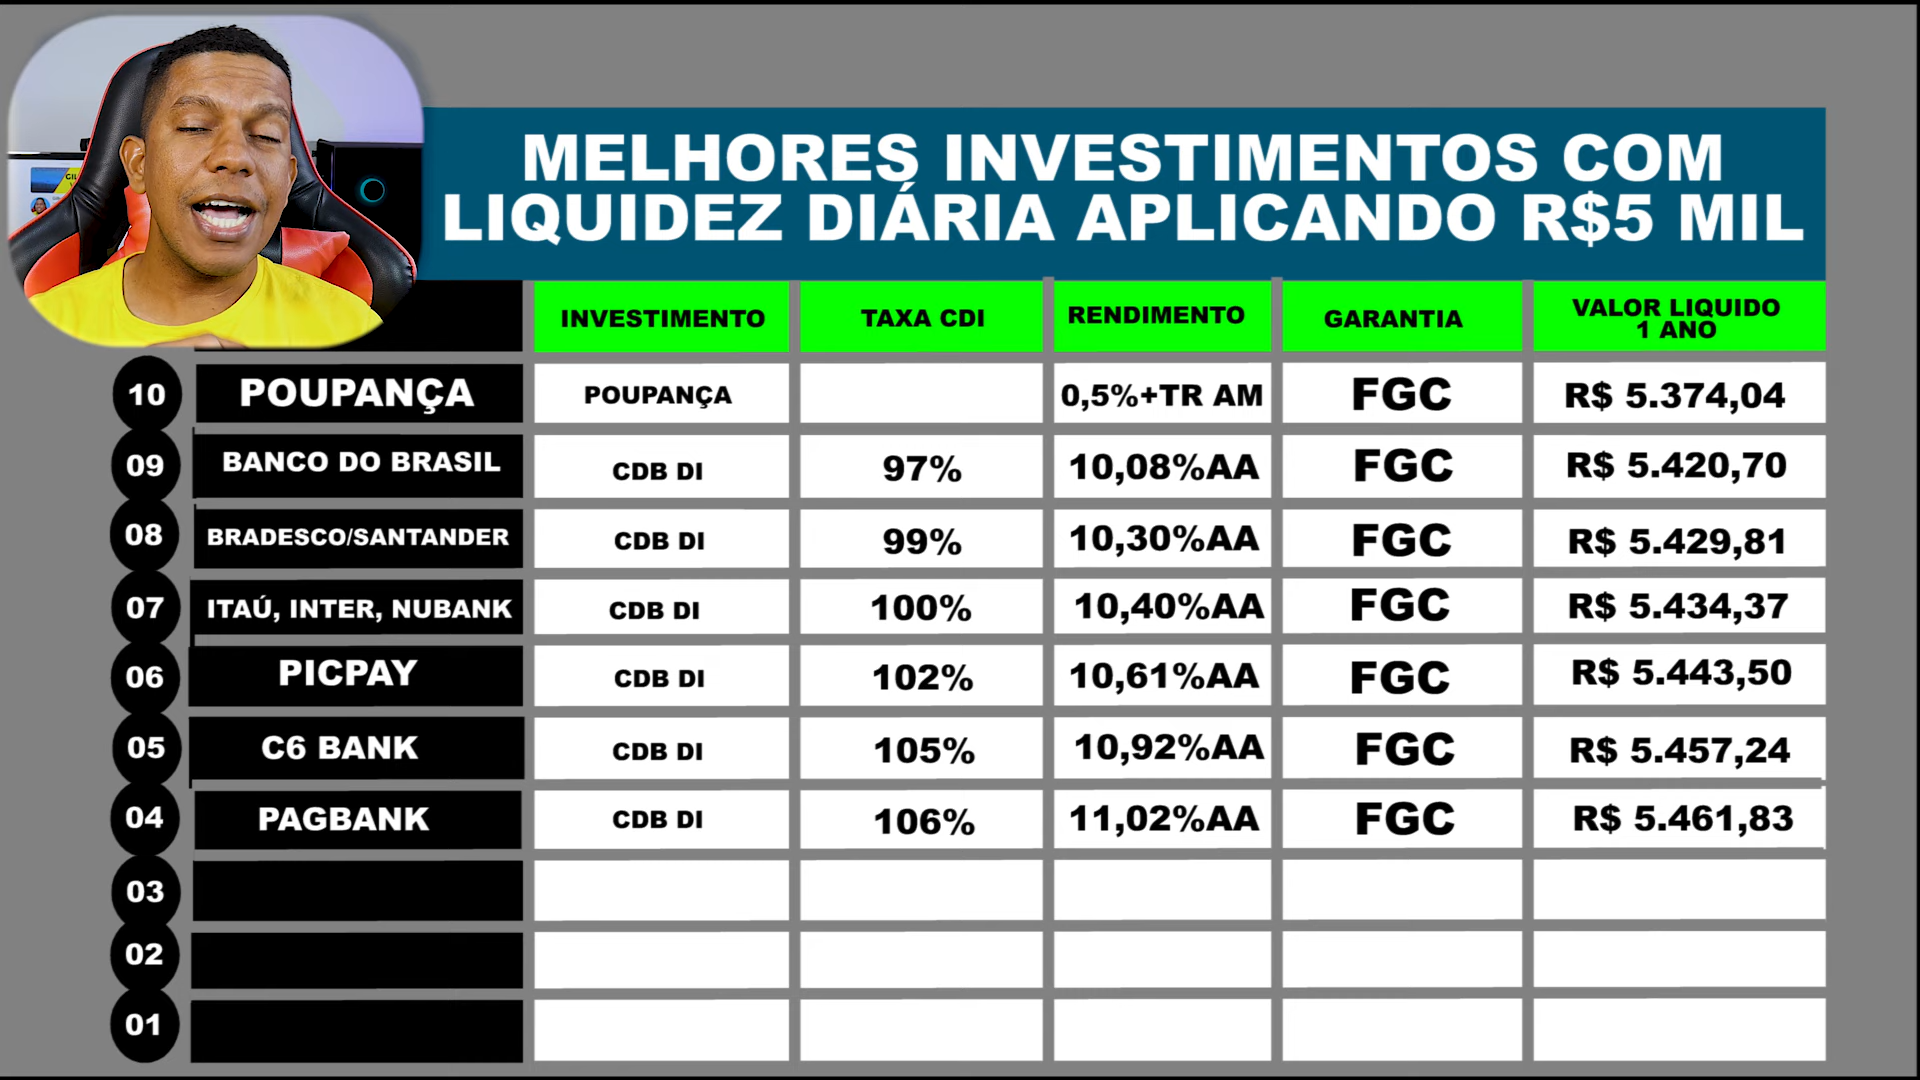 MELHORES INVESTIMENTOS COM
LIQUIDEZ DIÁRIA APLICANDO R$5 MIL
INVESTIMENTO TAXA CDI RENDIMENTO GARANTIA VALOR LIQUIDO
1 ANO
10 POUPANÇA POUPANÇA 0,5%+TR AM FGC R$ 5.374,04
09 BANCO DO BRASIL CDB DI 97% 10,08%AA FGC R$ 5.420,70
08 BRADESCO/SANTANDER CDB DI 99% 10,30%AA FGC R$ 5.429,81
07 ITAÚ, INTER, NUBANK CDB DI 100% 10,40%AA FGC R$ 5.434,37
06 PICPAY CDB DI 102% 10,61%AA FGC R$ 5.443,50
05 C6 BANK CDB DI 105% 10,92%AA FGC R$ 5.457,24
04 PAGBANK CDB DI 106% 11,02%AA FGC R$ 5.461,83
03
02
01